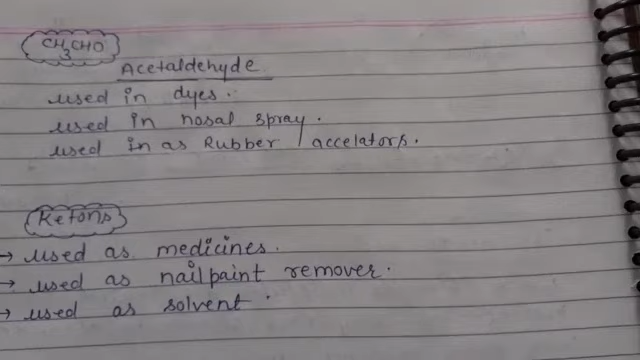 CH3CHO
Acetaldehyde
used in dyes.
used in nosal spray.
used in as Rubber accelators.
Ketons
→ used as medicines.
→ used as nailpaint remover.
→ used as solvent.